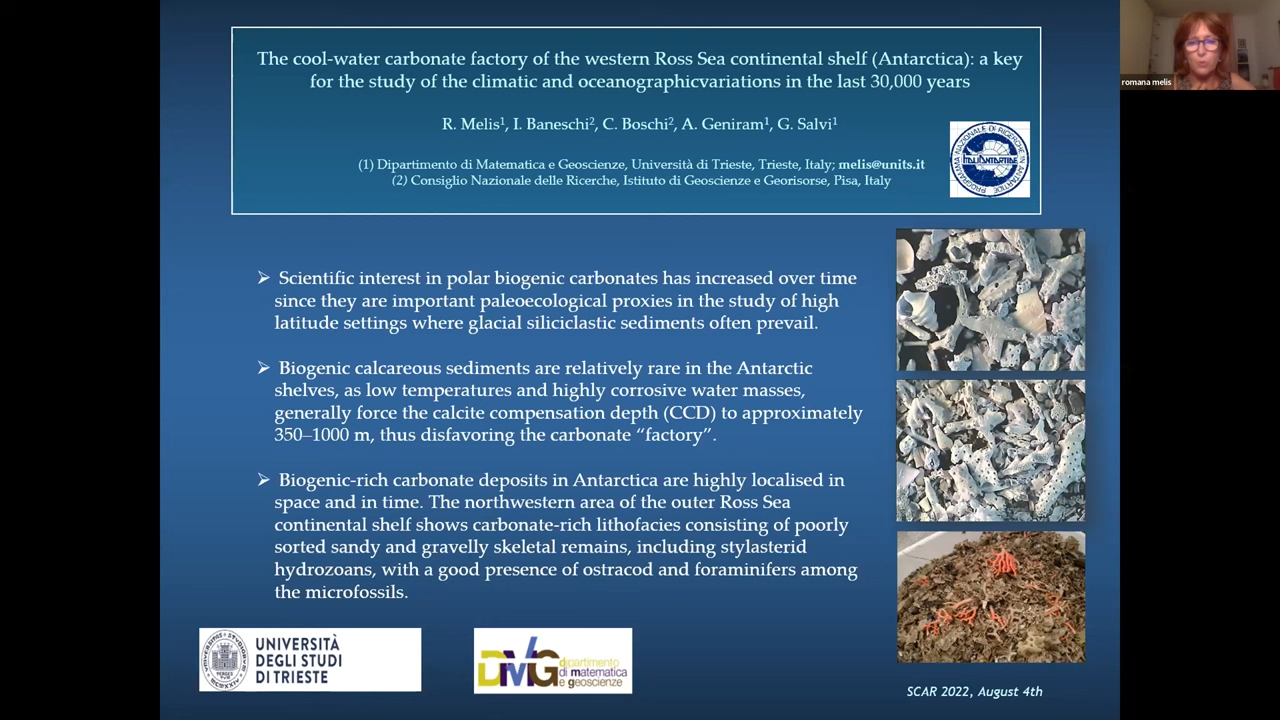 The cool-water carbonate factory of the western Ross Sea continental shelf (Antarctica): a key
for the study of the climatic and oceanographicvariations in the last 30,000 years
R. Melis¹, I. Baneschi², C. Boschi², A. Geniram¹, G. Salvi¹
(1) Dipartimento di Matematica e Geoscienze, Università di Trieste, Trieste, Italy; melis@units.it
(2) Consiglio Nazionale delle Ricerche, Istituto di Geoscienze e Georisorse, Pisa, Italy
PROGRAMMA NAZIONALE DI RICERCHE IN ANTARTIDE
ITALIANTARTIDE
romana melis
➢ Scientific interest in polar biogenic carbonates has increased over time
since they are important paleoecological proxies in the study of high
latitude settings where glacial siliciclastic sediments often prevail.
➢ Biogenic calcareous sediments are relatively rare in the Antarctic
shelves, as low temperatures and highly corrosive water masses,
generally force the calcite compensation depth (CCD) to approximately
350–1000 m, thus disfavoring the carbonate “factory”.
➢ Biogenic-rich carbonate deposits in Antarctica are highly localised in
space and in time. The northwestern area of the outer Ross Sea
continental shelf shows carbonate-rich lithofacies consisting of poorly
sorted sandy and gravelly skeletal remains, including stylasterid
hydrozoans, with a good presence of ostracod and foraminifers among
the microfossils.
UNIVERSITÀ
DEGLI STUDI
DI TRIESTE
DMG dipartimento
di matematica
e geoscienze
SCAR 2022, August 4th